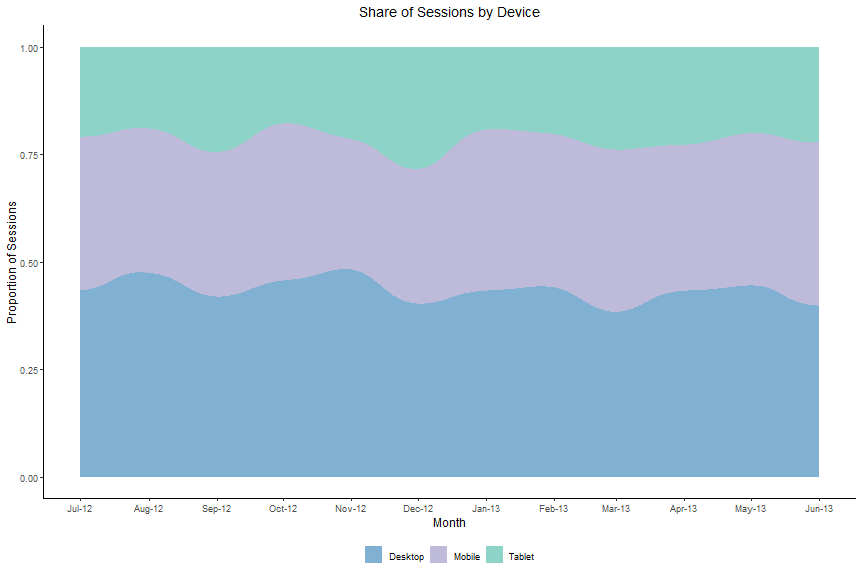 Share of Sessions by Device
Proportion of Sessions
1.00
0.75
0.50
0.25
0.00
Jul-12 Aug-12 Sep-12 Oct-12 Nov-12 Dec-12 Jan-13 Feb-13 Mar-13 Apr-13 May-13 Jun-13
Month
Desktop Mobile Tablet